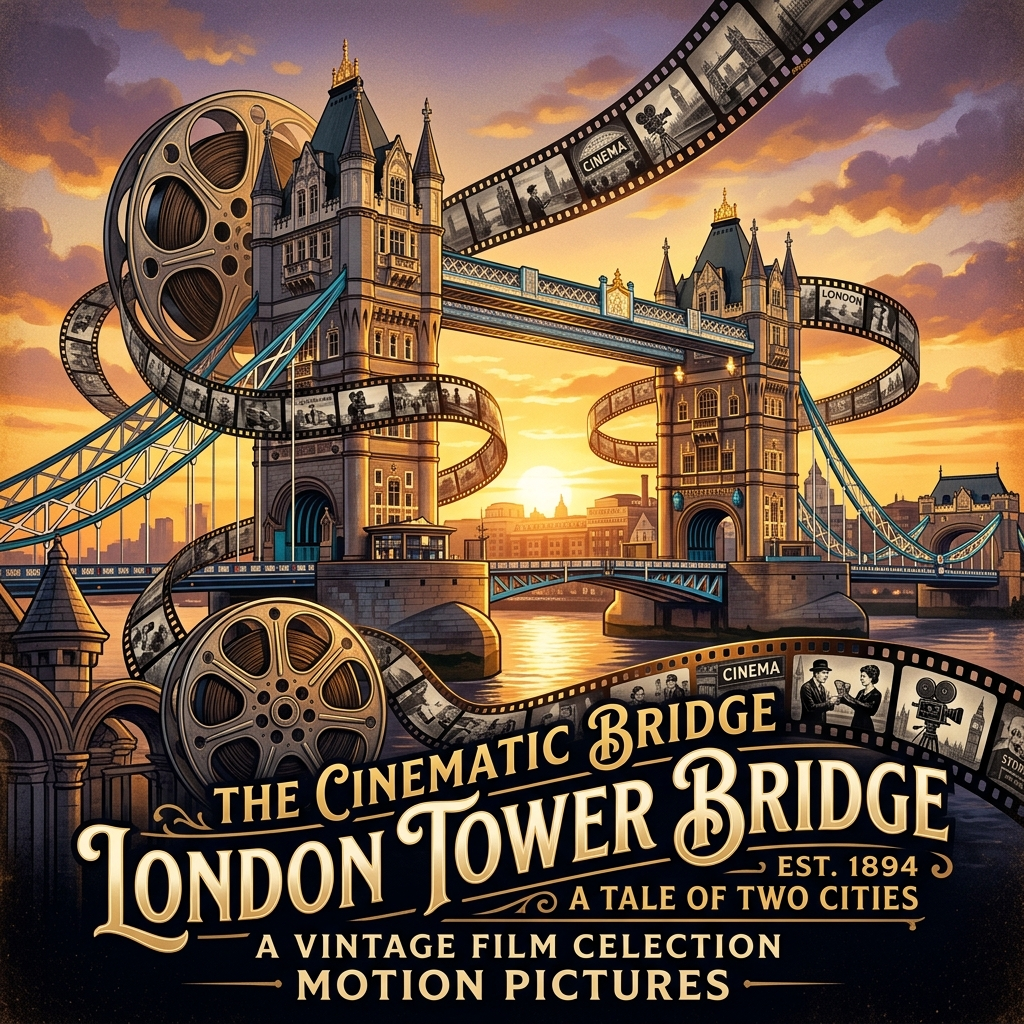 CINEMA
LONDON
CINEMA
STOR
THE CINEMATIC BRIDGE
LONDON TOWER BRIDGE
EST. 1894
A TALE OF TWO CITIES
A VINTAGE FILM CELECTION
MOTION PICTURES